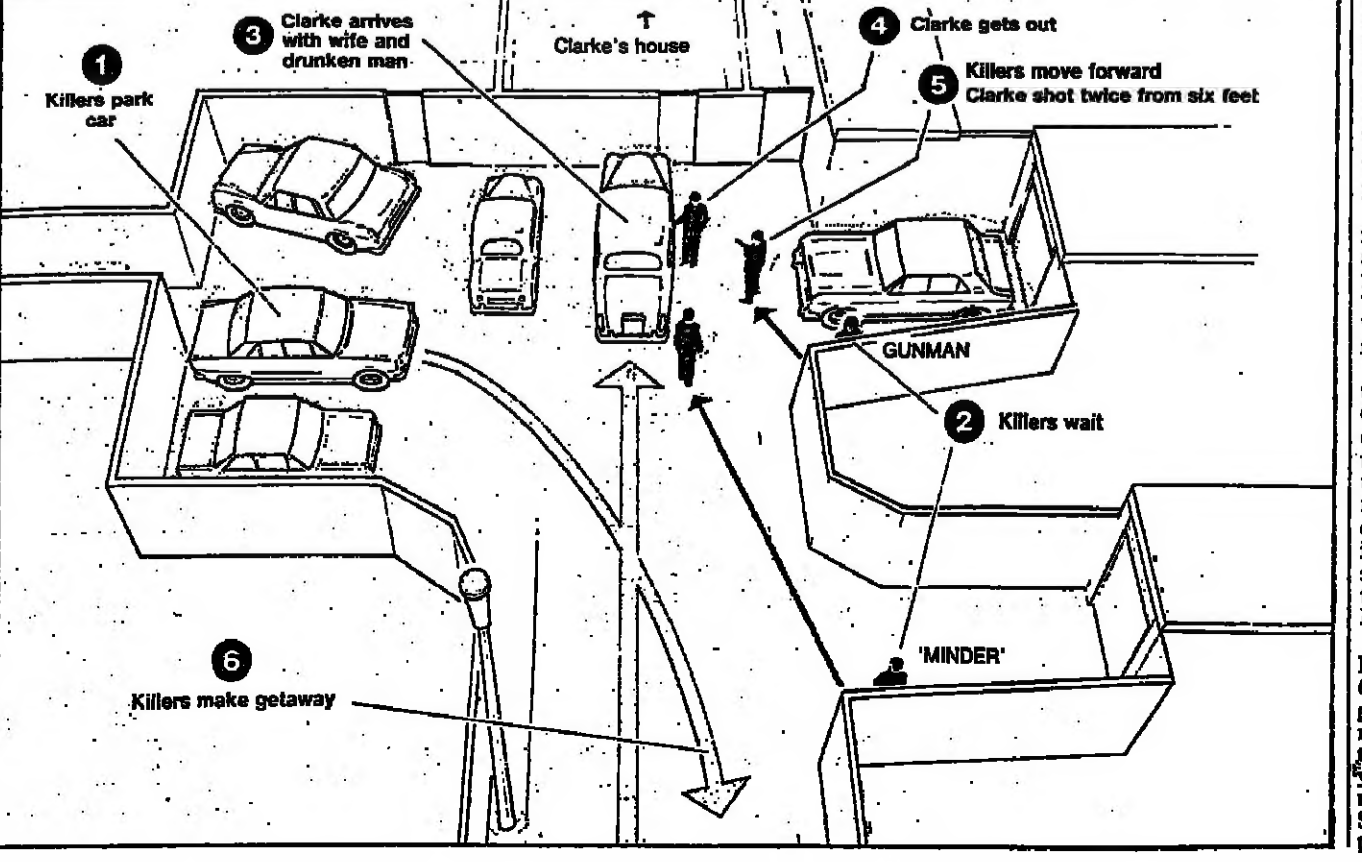 1
Killers park
car
3
Clarke arrives
with wife and
drunken man
↑
Clarke's house
4
Clarke gets out
5
Killers move forward
Clarke shot twice from six feet
GUNMAN
2
Killers wait
'MINDER'
6
Killers make getaway